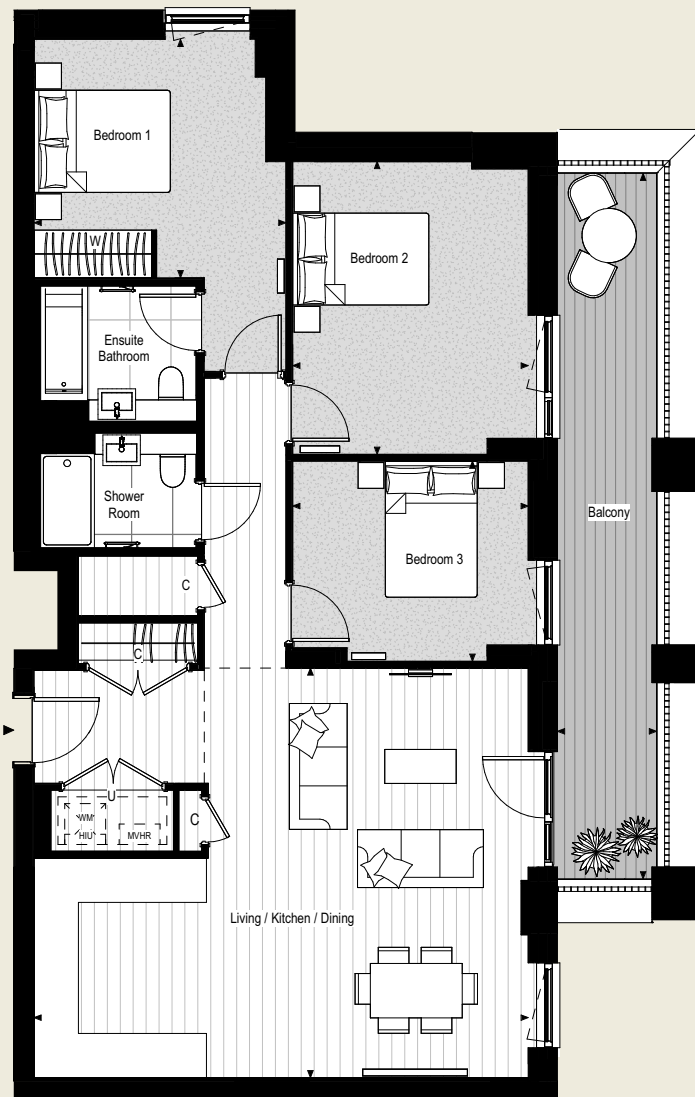 Bedroom 1
W
Bedroom 2
Ensuite
Bathroom
Shower
Room
Balcony
Bedroom 3
C
C
U
WM
HIU
MVHR
C
Living / Kitchen / Dining